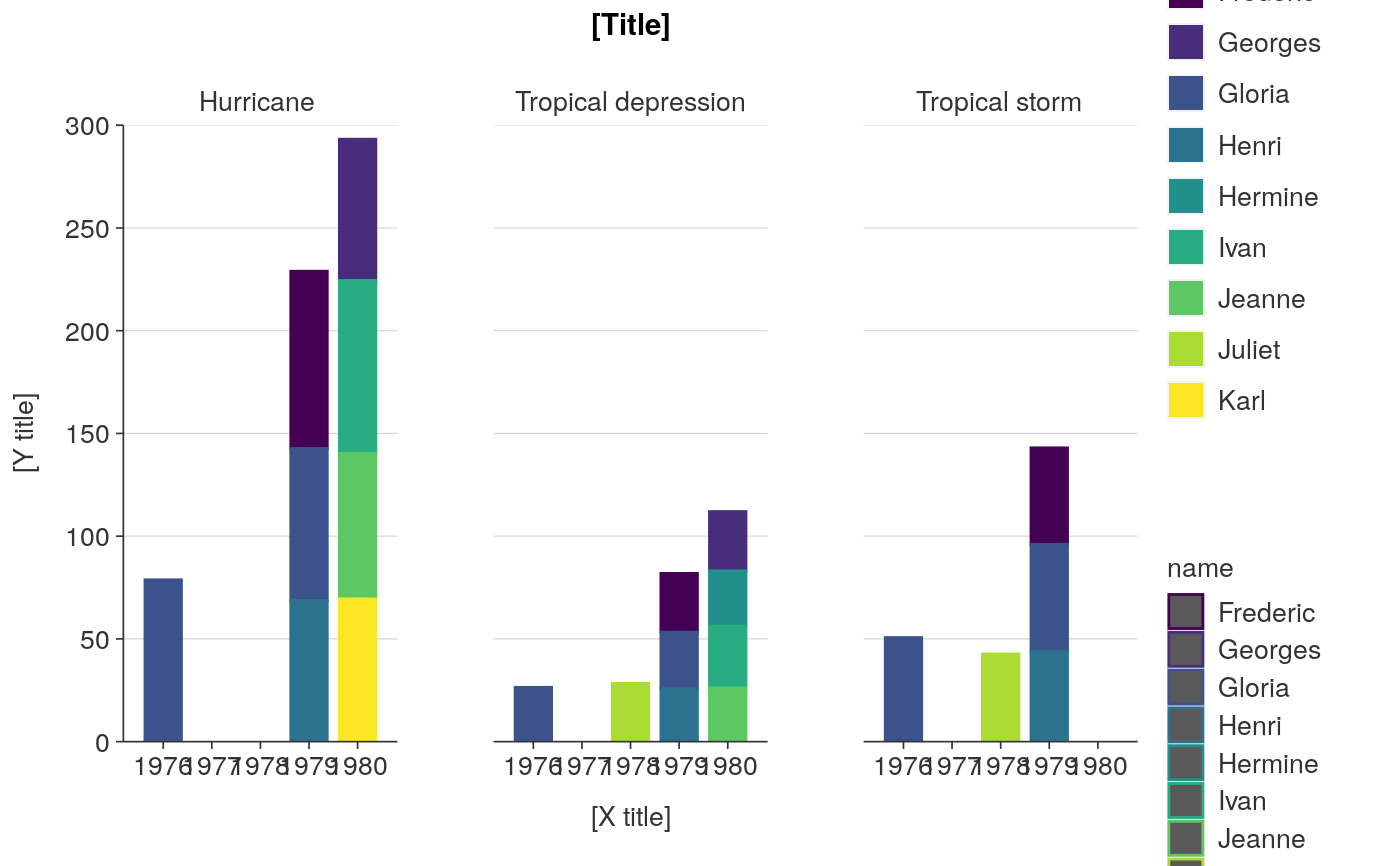 [Title]
Hurricane
Tropical depression
Tropical storm
300
250
200
150
100
50
0
[Y title]
1976 1977 1978 1979 1980
1976 1977 1978 1979 1980
1976 1977 1978 1979 1980
[X title]
Georges
Gloria
Henri
Hermine
Ivan
Jeanne
Juliet
Karl
name
Frederic
Georges
Gloria
Henri
Hermine
Ivan
Jeanne